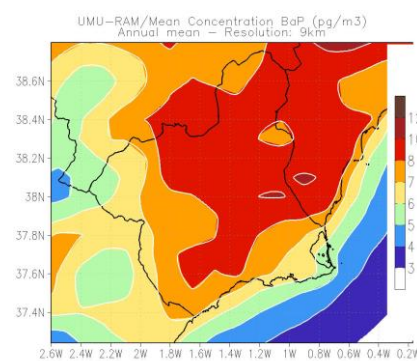 UMU-RAM/Mean Concentration BaP (pg/m3)
Annual mean - Resolution: 9km
38.6N
38.4N
38.2N
38N
37.8N
37.6N
37.4N
2.6W 2.4W 2.2W 2W 1.8W 1.6W 1.4W 1.2W 1W 0.8W 0.6W 0.4W
12
10
8
7
6
5
4
3